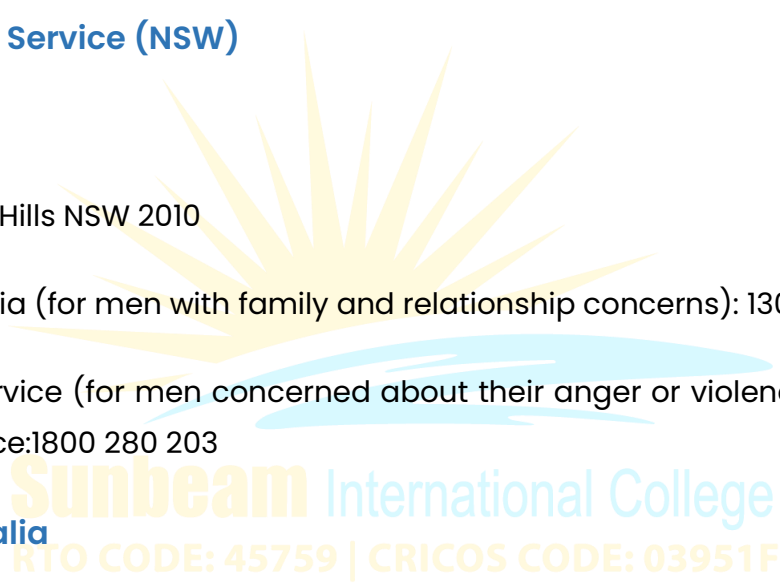 Service (NSW)
Hills NSW 2010
ia (for men with family and relationship concerns): 130
rvice (for men concerned about their anger or violenc
ce:1800 280 203
Sunbeam International College
alia
RTO CODE: 45759 | CRICOS CODE: 03951F